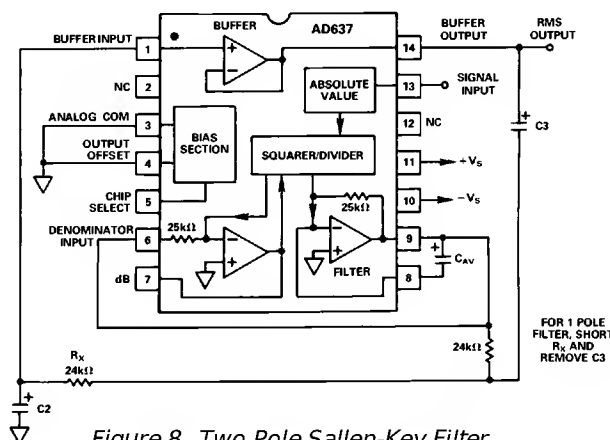 BUFFER
AD637
BUFFER
OUTPUT
RMS
OUTPUT
BUFFER INPUT
1
14
NC
2
ABSOLUTE
VALUE
13
SIGNAL
INPUT
ANALOG COM
3
BIAS
SECTION
12
NC
C3
OUTPUT
OFFSET
4
SQUARER/DIVIDER
11
+VS
CHIP
SELECT
5
25kΩ
25kΩ
10
-VS
DENOMINATOR
INPUT
6
9
CAV
dB
7
FILTER
8
FOR 1 POLE
FILTER, SHORT
RX AND
REMOVE C3
24kΩ
RX
24kΩ
C2
Figure 8. Two Pole Sallen-Key Filter